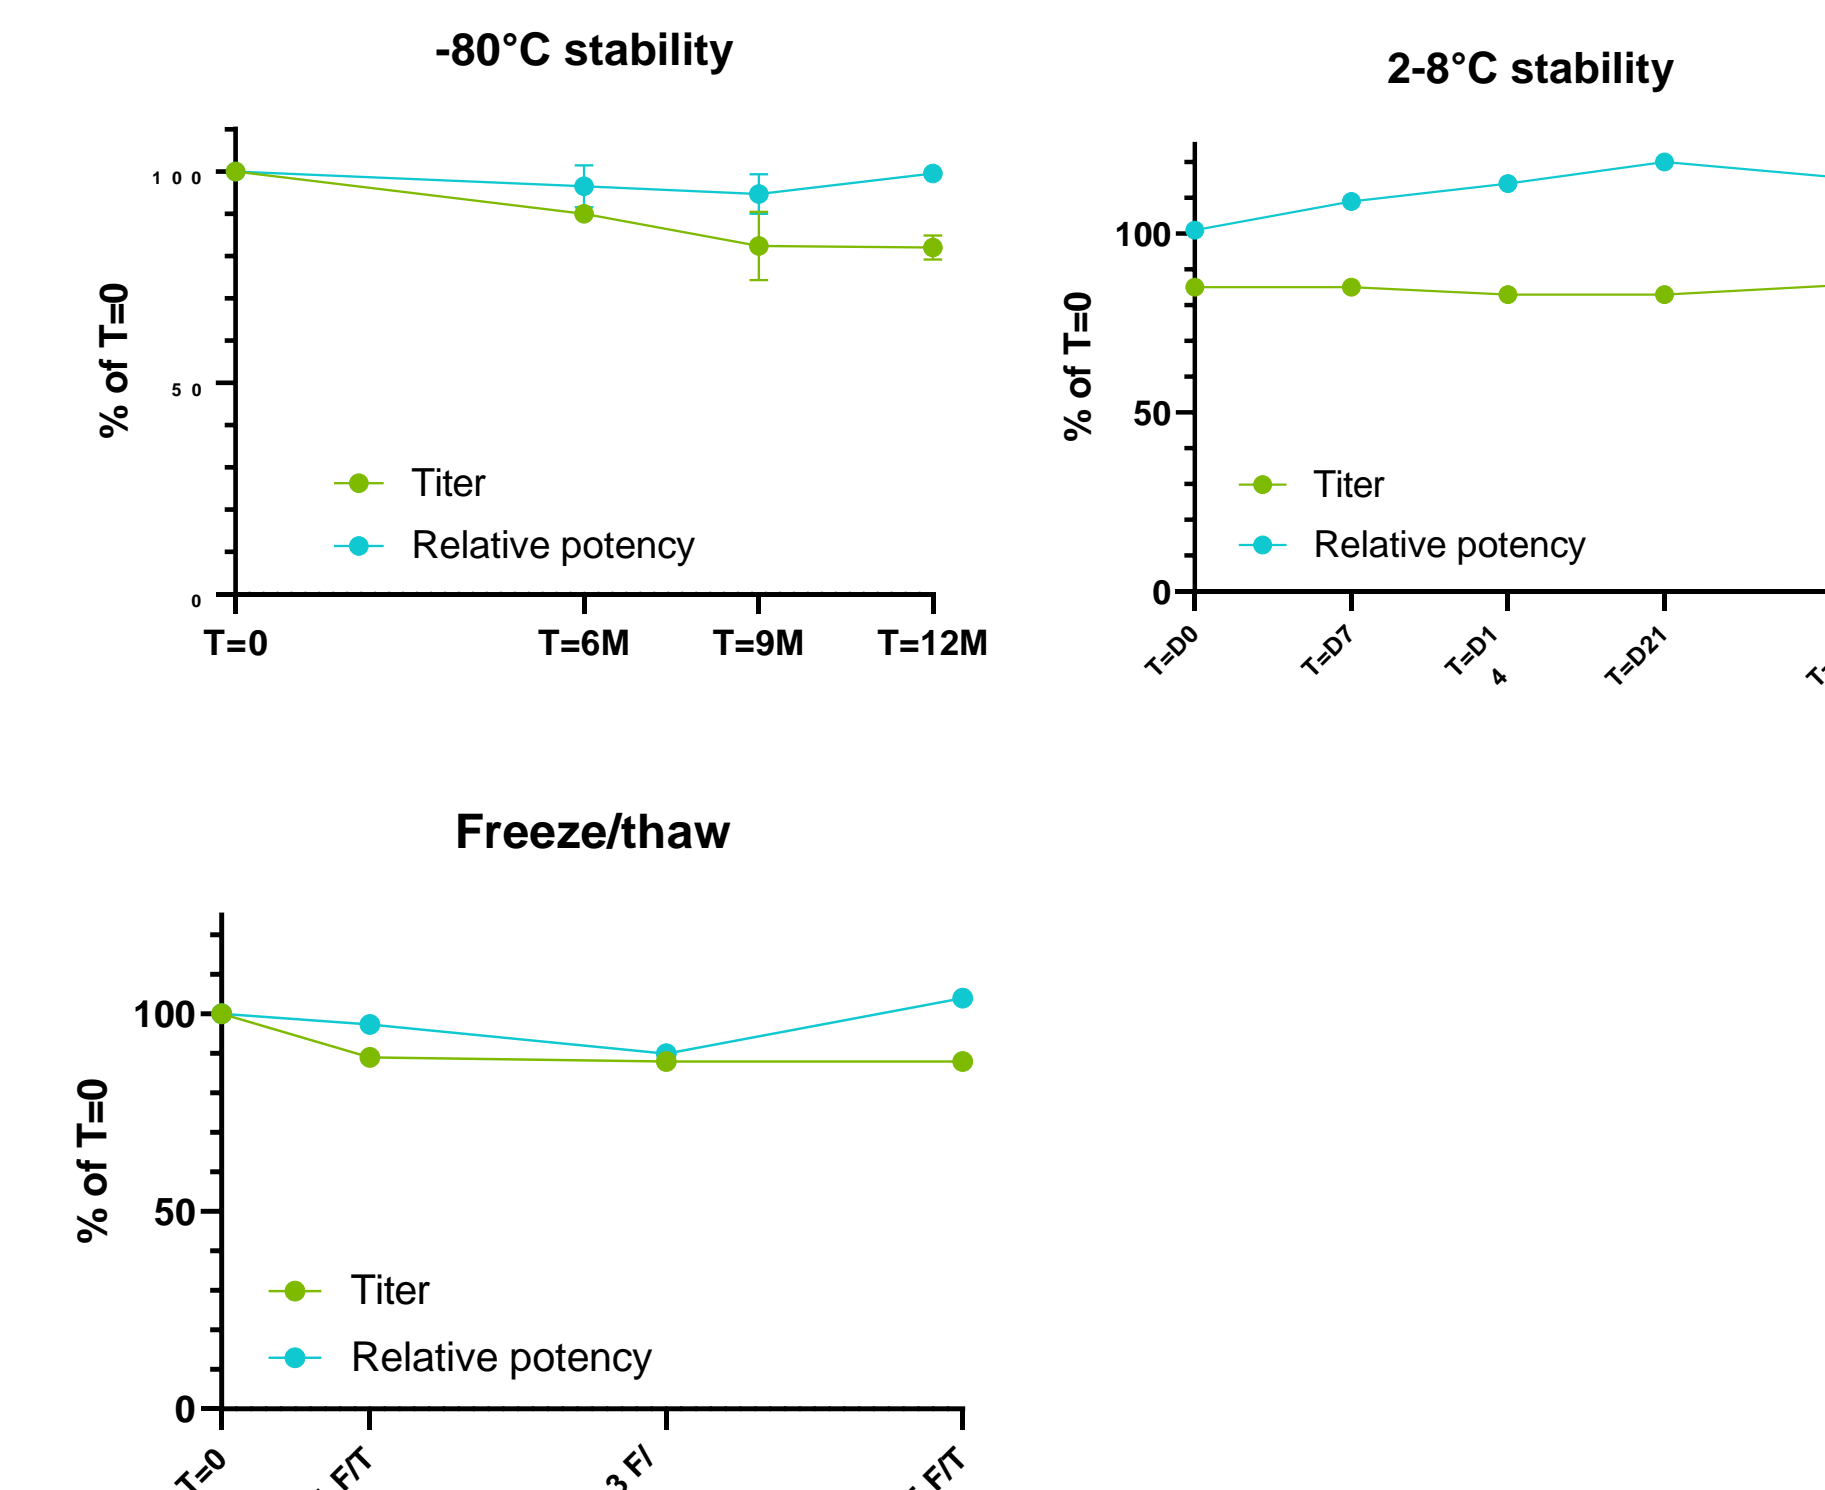 -80°C stability
100
50
0
% of T=0
Titer
Relative potency
T=0
T=6M
T=9M
T=12M
2-8°C stability
100
50
0
% of T=0
Titer
Relative potency
T=D0
T=D7
T=D1
4
T=D21
Freeze/thaw
100
50
0
% of T=0
Titer
Relative potency
T=0
F/T
3 F/
F/T